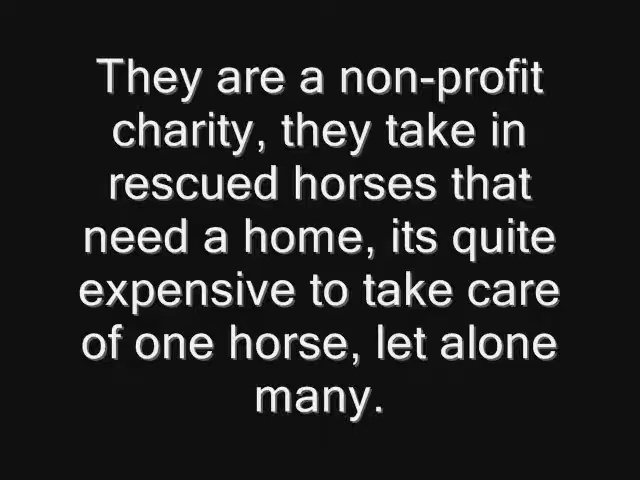 They are a non-profit
charity, they take in
rescued horses that
need a home, its quite
expensive to take care
of one horse, let alone
many.